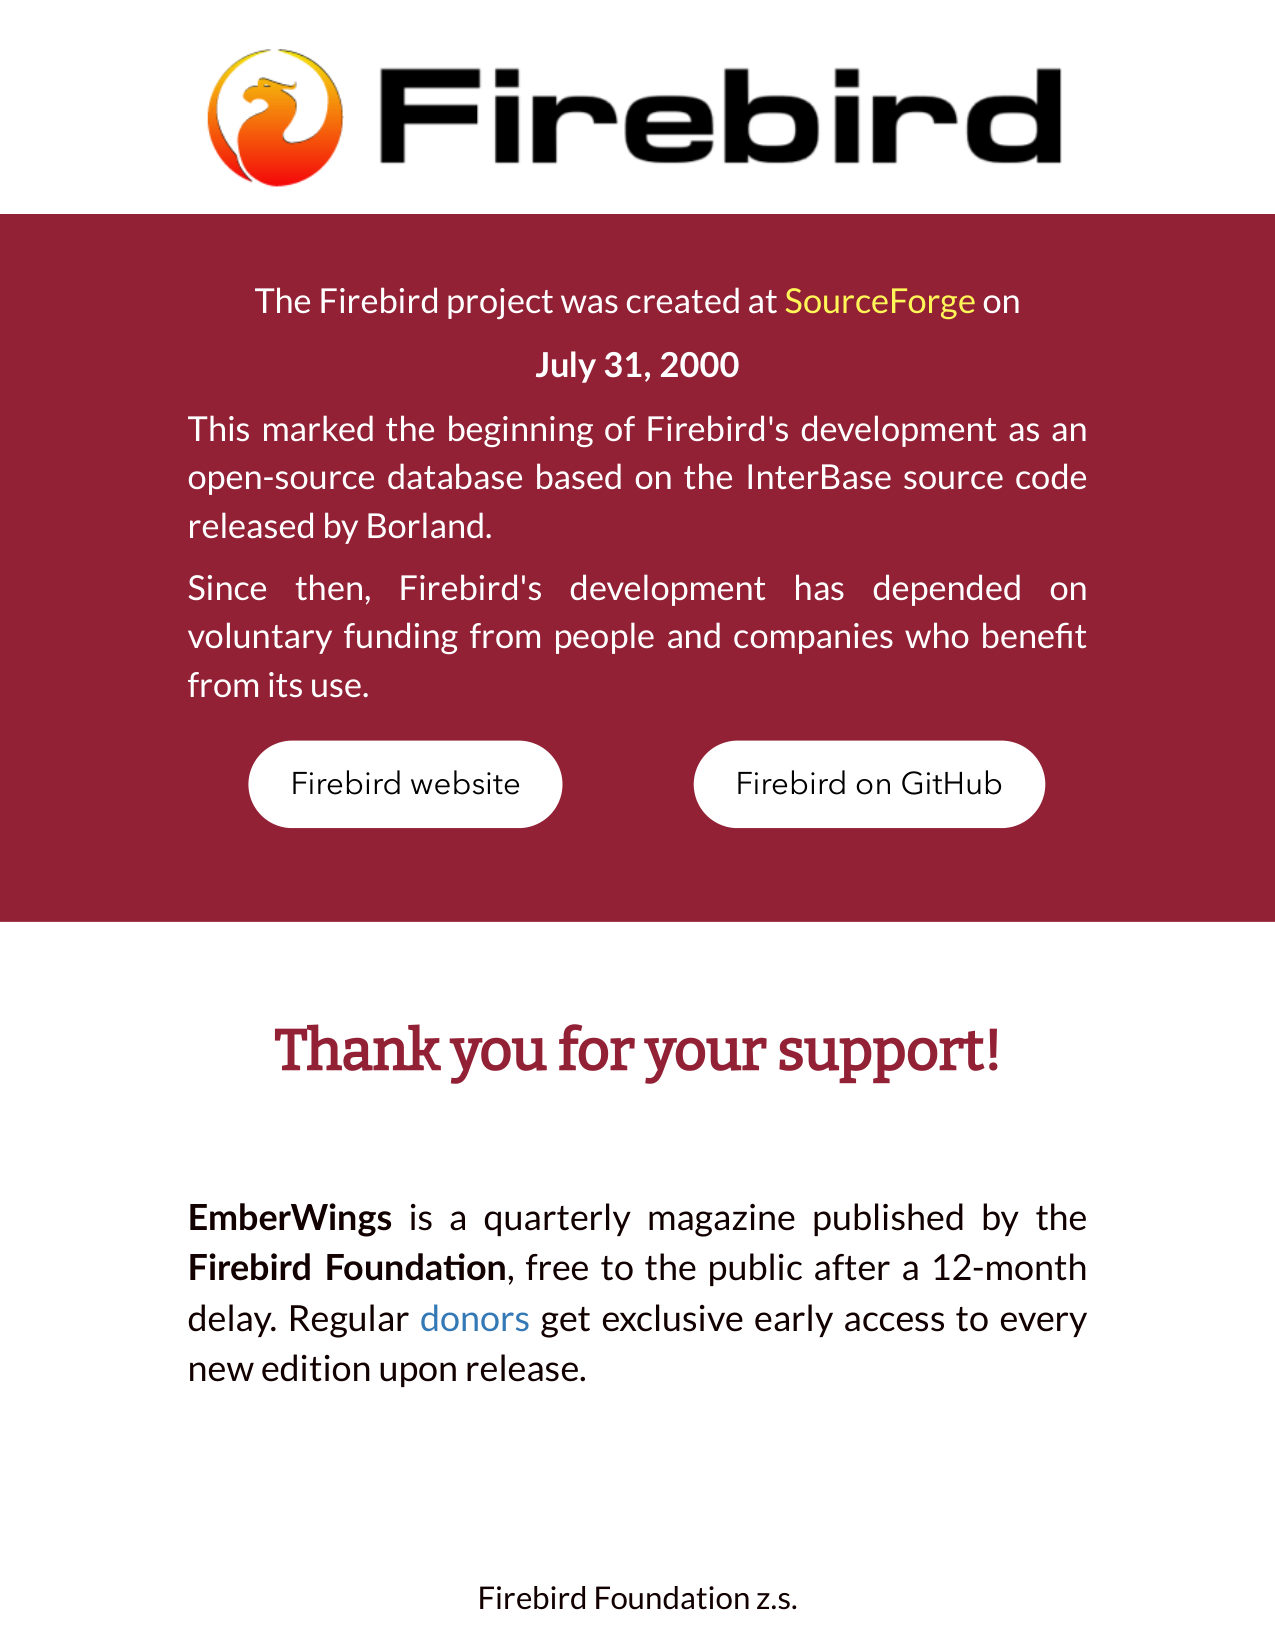 Firebird
The Firebird project was created at SourceForge on
July 31, 2000
This marked the beginning of Firebird's development as an
open-source database based on the InterBase source code
released by Borland.
Since then, Firebird's development has depended on
voluntary funding from people and companies who benefit
from its use.
Firebird website
Firebird on GitHub
Thank you for your support!
EmberWings is a quarterly magazine published by the
Firebird Foundation, free to the public after a 12-month
delay. Regular donors get exclusive early access to every
new edition upon release.
Firebird Foundation z.s.